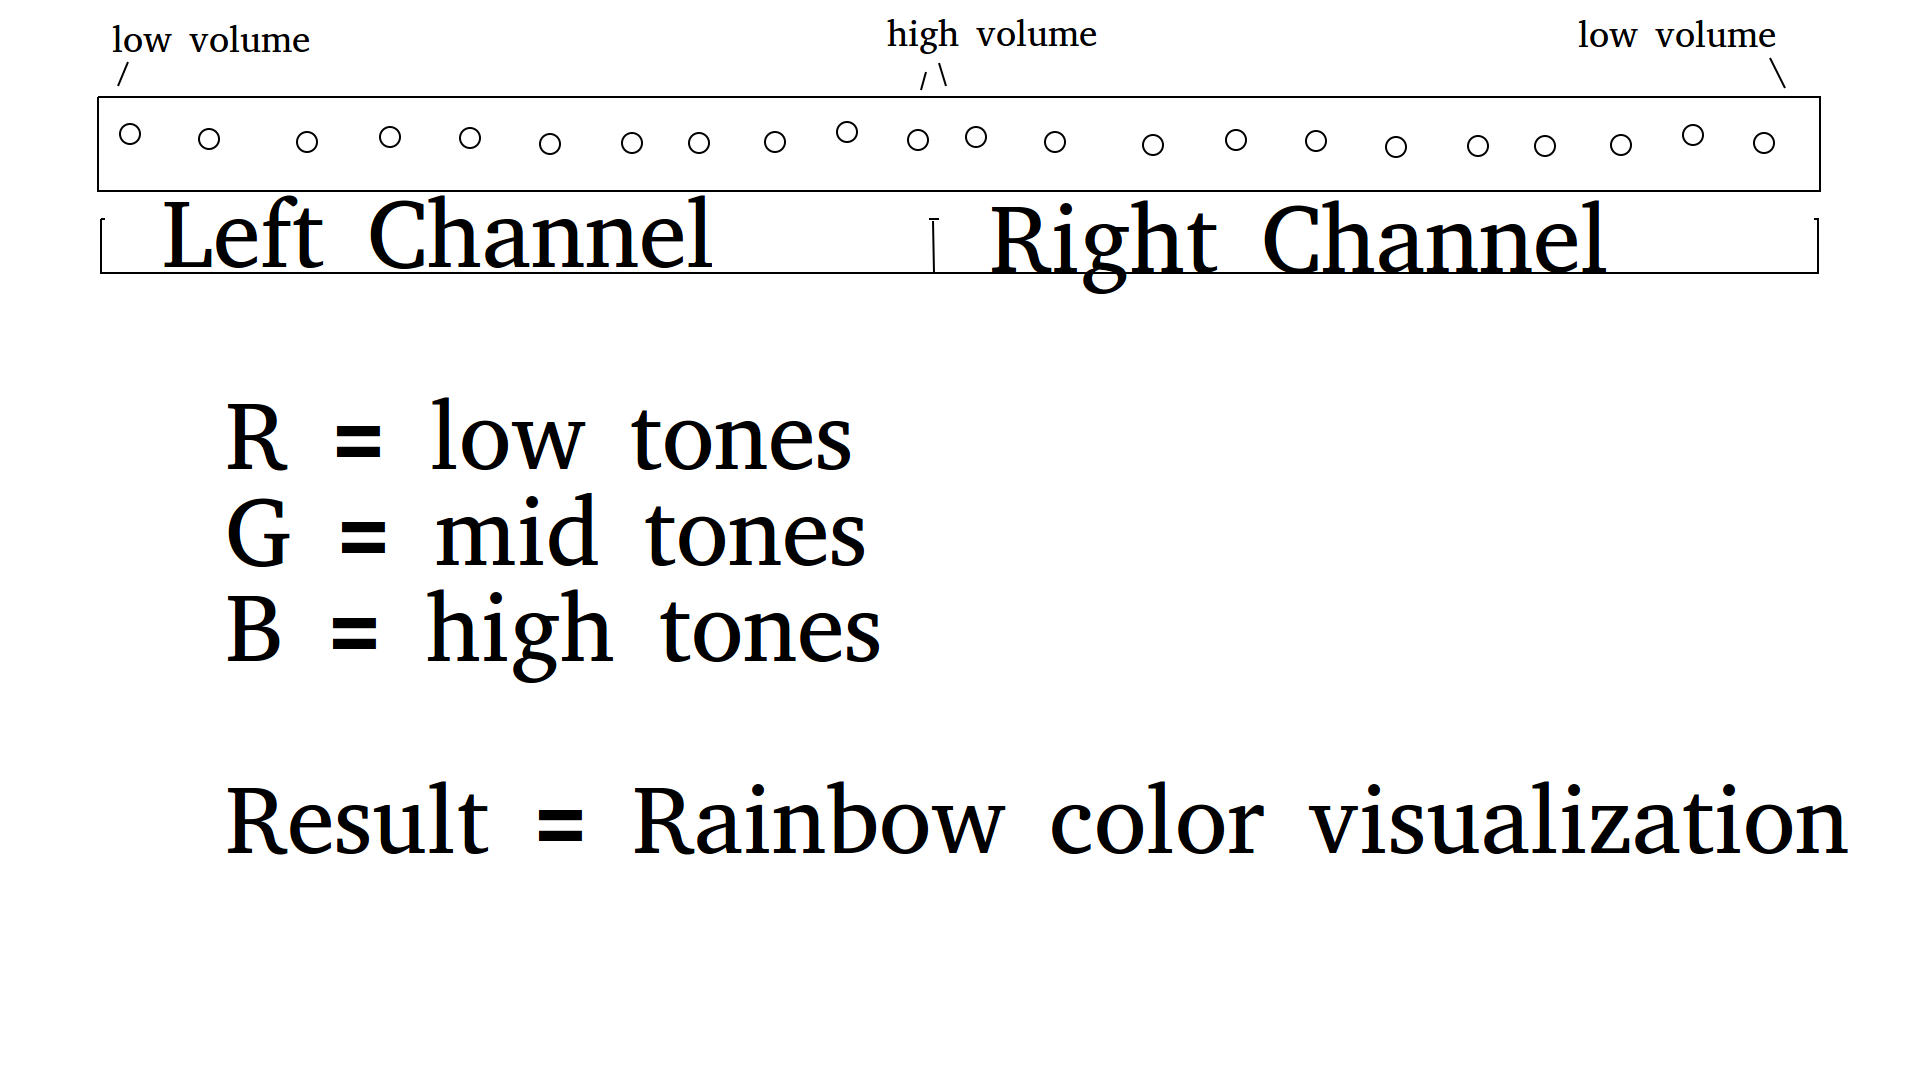 low volume
high volume
low volume
Left Channel
Right Channel
R = low tones
G = mid tones
B = high tones
Result = Rainbow color visualization